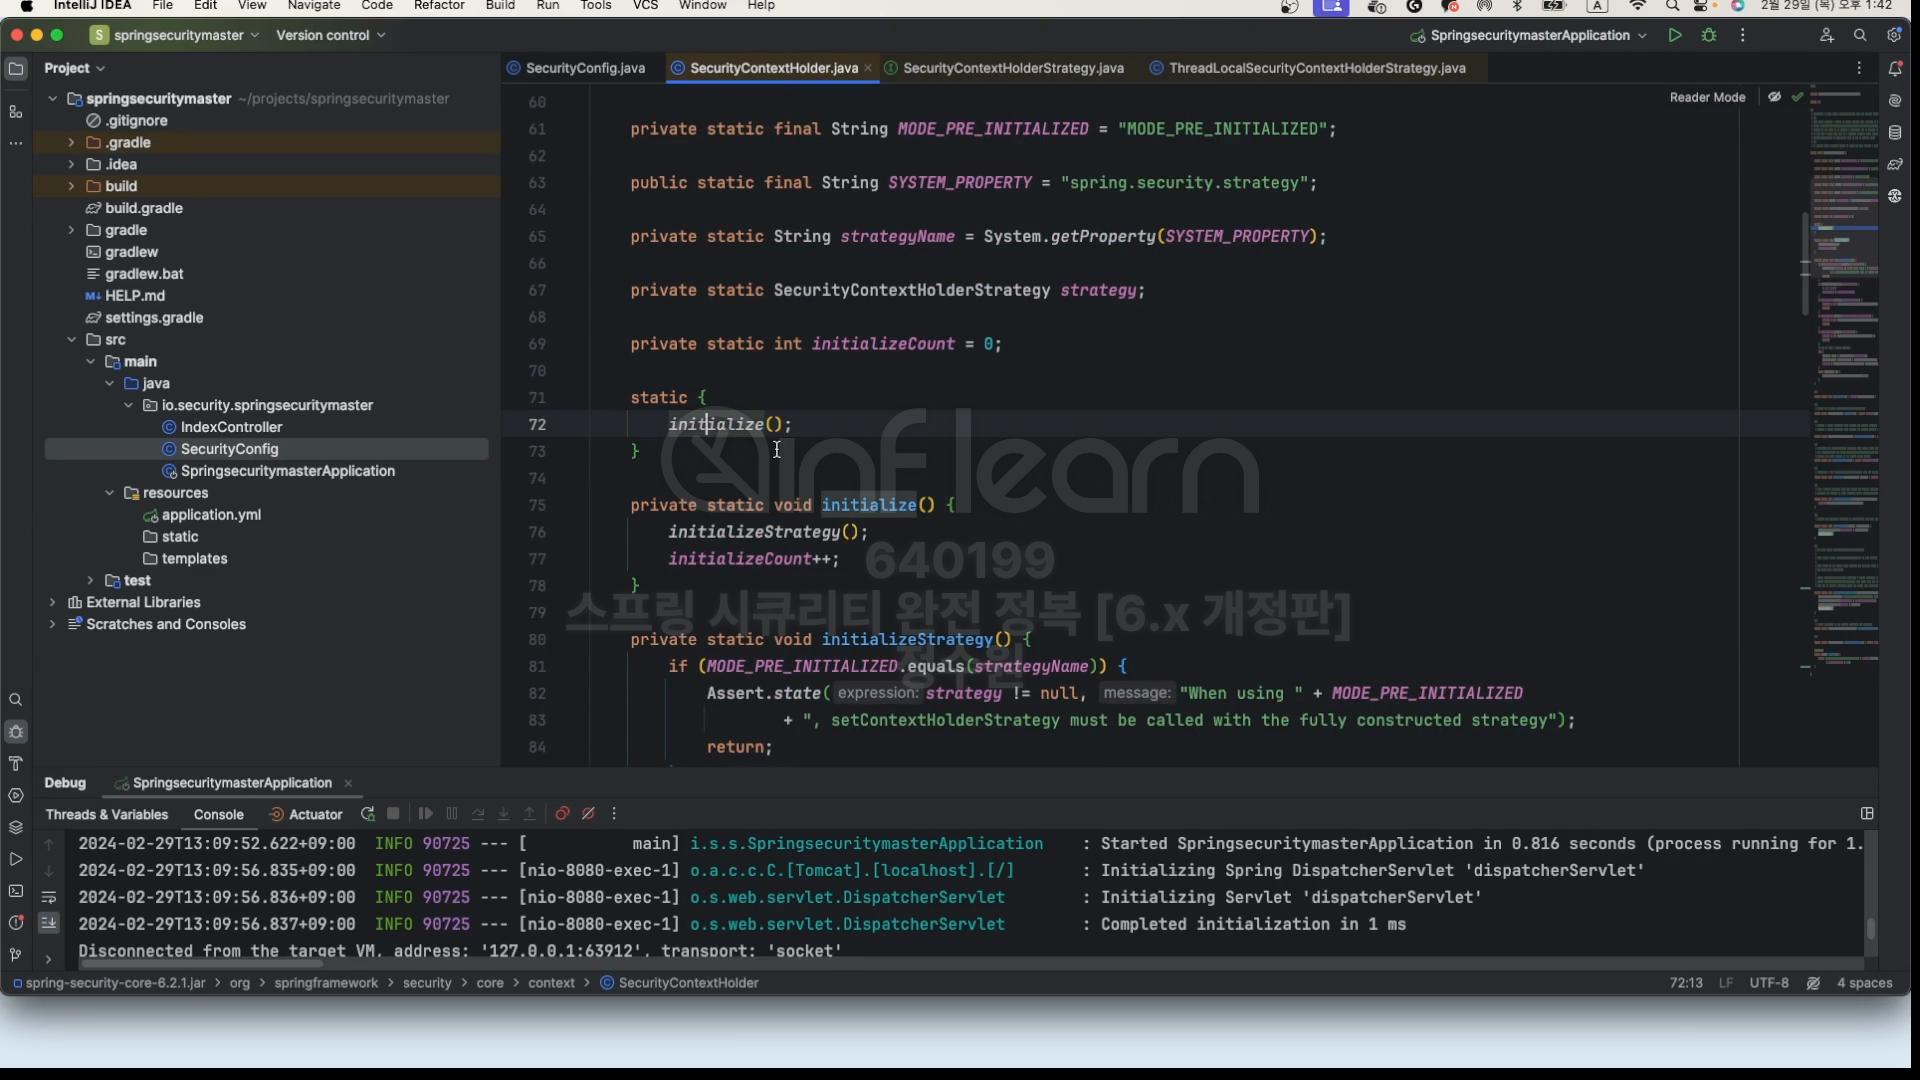 IntelliJ IDEA File Edit View Navigate Code Refactor Build Run Tools VCS Window Help 2월 29일 (목) 오후 1:42
S springsecuritymaster Version control SpringsecuritymasterApplication
Project
SecurityConfig.java SecurityContextHolder.java SecurityContextHolderStrategy.java ThreadLocalSecurityContextHolderStrategy.java
Reader Mode
springsecuritymaster ~/projects/springsecuritymaster
.gitignore
.gradle
.idea
build
build.gradle
gradle
gradlew
gradlew.bat
HELP.md
settings.gradle
src
main
java
io.security.springsecuritymaster
IndexController
SecurityConfig
SpringsecuritymasterApplication
resources
application.yml
static
templates
test
External Libraries
Scratches and Consoles
60
61 private static final String MODE_PRE_INITIALIZED = "MODE_PRE_INITIALIZED";
62
63 public static final String SYSTEM_PROPERTY = "spring.security.strategy";
64
65 private static String strategyName = System.getProperty(SYSTEM_PROPERTY);
66
67 private static SecurityContextHolderStrategy strategy;
68
69 private static int initializeCount = 0;
70
71 static {
72 initialize();
73 }
74
75 private static void initialize() {
76 initializeStrategy();
77 initializeCount++;
78 }
79
80 private static void initializeStrategy() {
81 if (MODE_PRE_INITIALIZED.equals(strategyName)) {
82 Assert.state( expression: strategy != null, message: "When using " + MODE_PRE_INITIALIZED
83 + ", setContextHolderStrategy must be called with the fully constructed strategy");
84 return;
inflearn
640199
스프링 시큐리티 완전 정복 [6.x 개정판]
정수원
Debug SpringsecuritymasterApplication
Threads & Variables Console Actuator
2024-02-29T13:09:52.622+09:00 INFO 90725 --- [ main] i.s.s.SpringsecuritymasterApplication : Started SpringsecuritymasterApplication in 0.816 seconds (process running for 1.
2024-02-29T13:09:56.835+09:00 INFO 90725 --- [nio-8080-exec-1] o.a.c.c.C.[Tomcat].[localhost].[/] : Initializing Spring DispatcherServlet 'dispatcherServlet'
2024-02-29T13:09:56.836+09:00 INFO 90725 --- [nio-8080-exec-1] o.s.web.servlet.DispatcherServlet : Initializing Servlet 'dispatcherServlet'
2024-02-29T13:09:56.837+09:00 INFO 90725 --- [nio-8080-exec-1] o.s.web.servlet.DispatcherServlet : Completed initialization in 1 ms
Disconnected from the target VM, address: '127.0.0.1:63912', transport: 'socket'
spring-security-core-6.2.1.jar > org > springframework > security > core > context > SecurityContextHolder 72:13 LF UTF-8 4 spaces